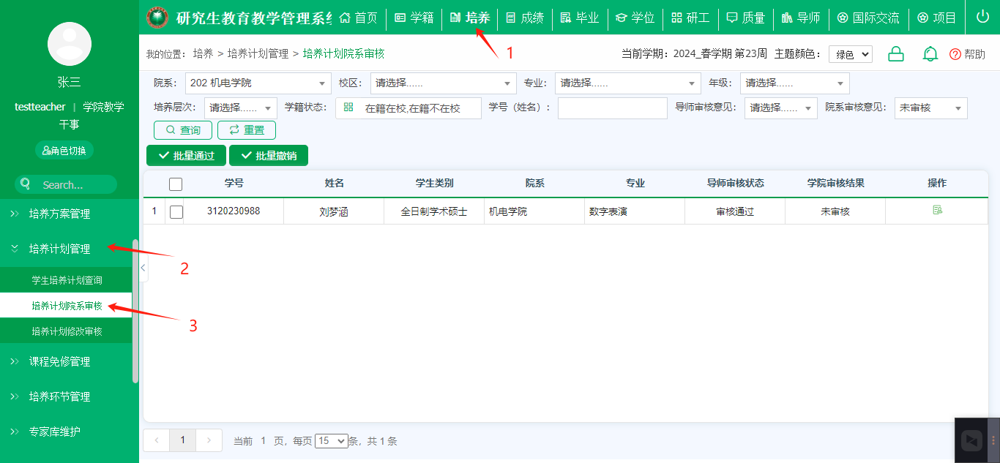 研究生教育教学管理系统 首页 学籍 培养 成绩 毕业 学位 研工 质量 导师 国际交流 项目
1
张三
testteacher | 学院教学
干事
角色切换
Search...
培养方案管理
培养计划管理
2
学生培养计划查询
培养计划院系审核
3
培养计划修改审核
课程免修管理
培养环节管理
专家库维护
我的位置: 培养 > 培养计划管理 > 培养计划院系审核
当前学期: 2024_春学期 第23周 主题颜色: 绿色 帮助
院系: 202 机电学院 校区: 请选择...... 专业: 请选择...... 年级: 请选择......
培养层次: 请选择...... 学籍状态: 在籍在校,在籍不在校 学号（姓名）: 导师审核意见: 请选择...... 院系审核意见: 未审核
查询 重置
批量通过 批量撤销
学号 姓名 学生类别 院系 专业 导师审核状态 学院审核结果 操作
1 3120230988 刘梦涵 全日制学术硕士 机电学院 数字表演 审核通过 未审核
< 1 > 当前 1 页, 每页 15 条, 共 1 条